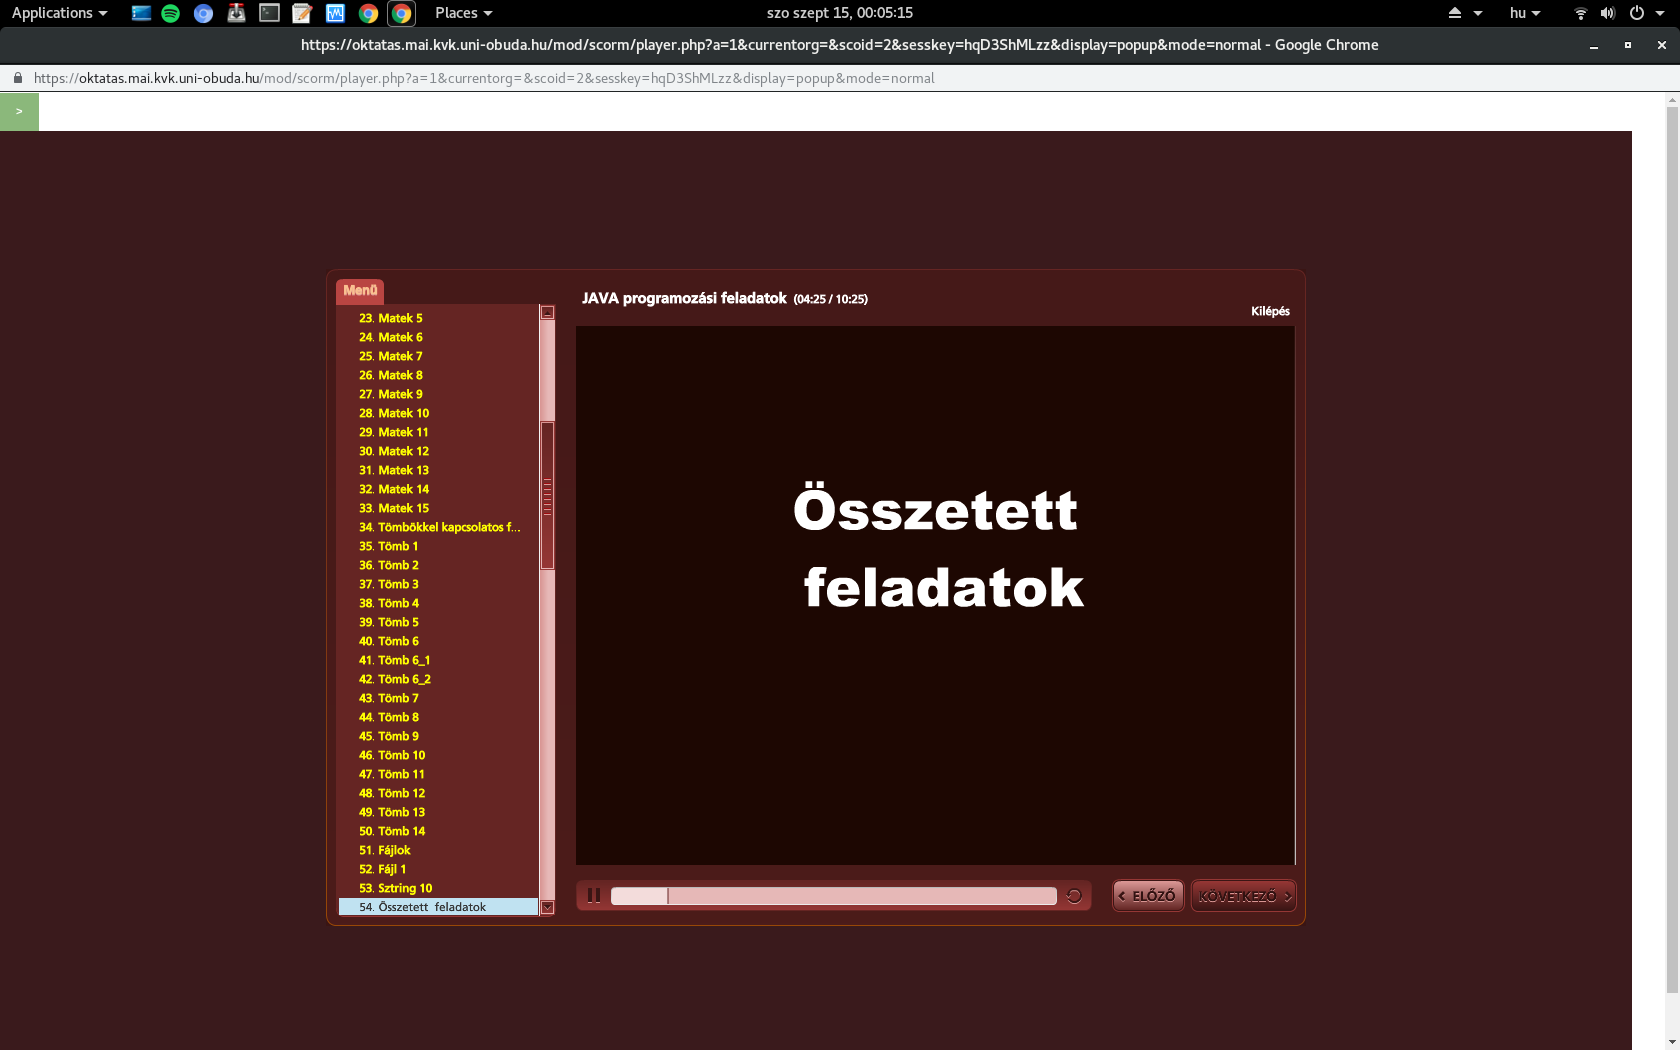 Applications
Places
szo szept 15, 00:05:15
hu
https://oktatas.mai.kvk.uni-obuda.hu/mod/scorm/player.php?a=1&currentorg=&scoid=2&sesskey=hqD3ShMLzz&display=popup&mode=normal - Google Chrome
https://oktatas.mai.kvk.uni-obuda.hu/mod/scorm/player.php?a=1&currentorg=&scoid=2&sesskey=hqD3ShMLzz&display=popup&mode=normal
>
Menü
23. Matek 5
24. Matek 6
25. Matek 7
26. Matek 8
27. Matek 9
28. Matek 10
29. Matek 11
30. Matek 12
31. Matek 13
32. Matek 14
33. Matek 15
34. Tömbökkel kapcsolatos f...
35. Tömb 1
36. Tömb 2
37. Tömb 3
38. Tömb 4
39. Tömb 5
40. Tömb 6
41. Tömb 6_1
42. Tömb 6_2
43. Tömb 7
44. Tömb 8
45. Tömb 9
46. Tömb 10
47. Tömb 11
48. Tömb 12
49. Tömb 13
50. Tömb 14
51. Fájlok
52. Fájl 1
53. Sztring 10
54. Összetett feladatok
JAVA programozási feladatok (04:25 / 10:25)
Kilépés
Összetett
feladatok
< ELŐZŐ
KÖVETKEZŐ >